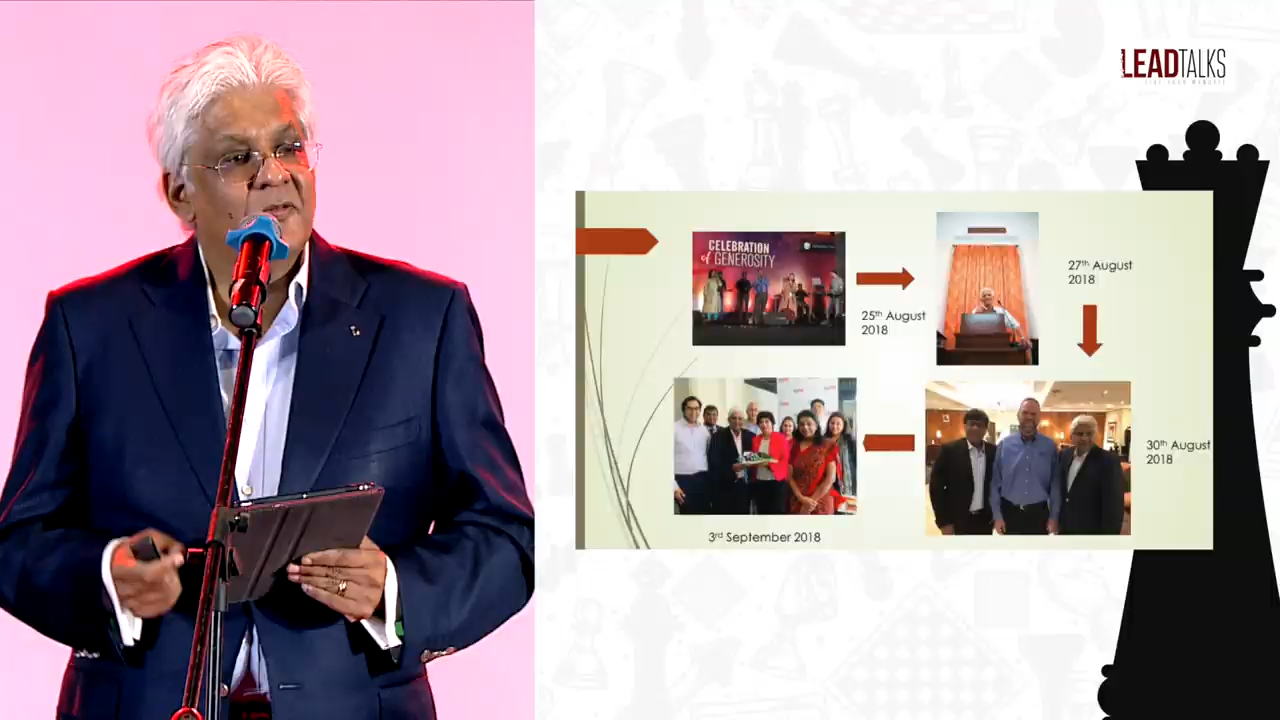 LEADTALKS
CELEBRATION
of GENEROSITY
25th August
2018
27th August
2018
30th August
2018
3rd September 2018